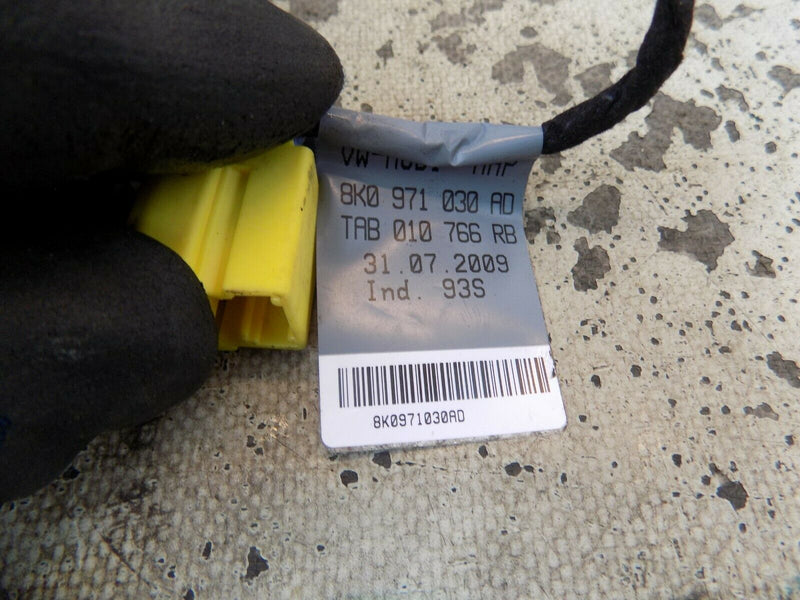 8K0 971 030 AD
TAB 010 766 RB
31.07.2009
Ind. 93S
8K0971030AD